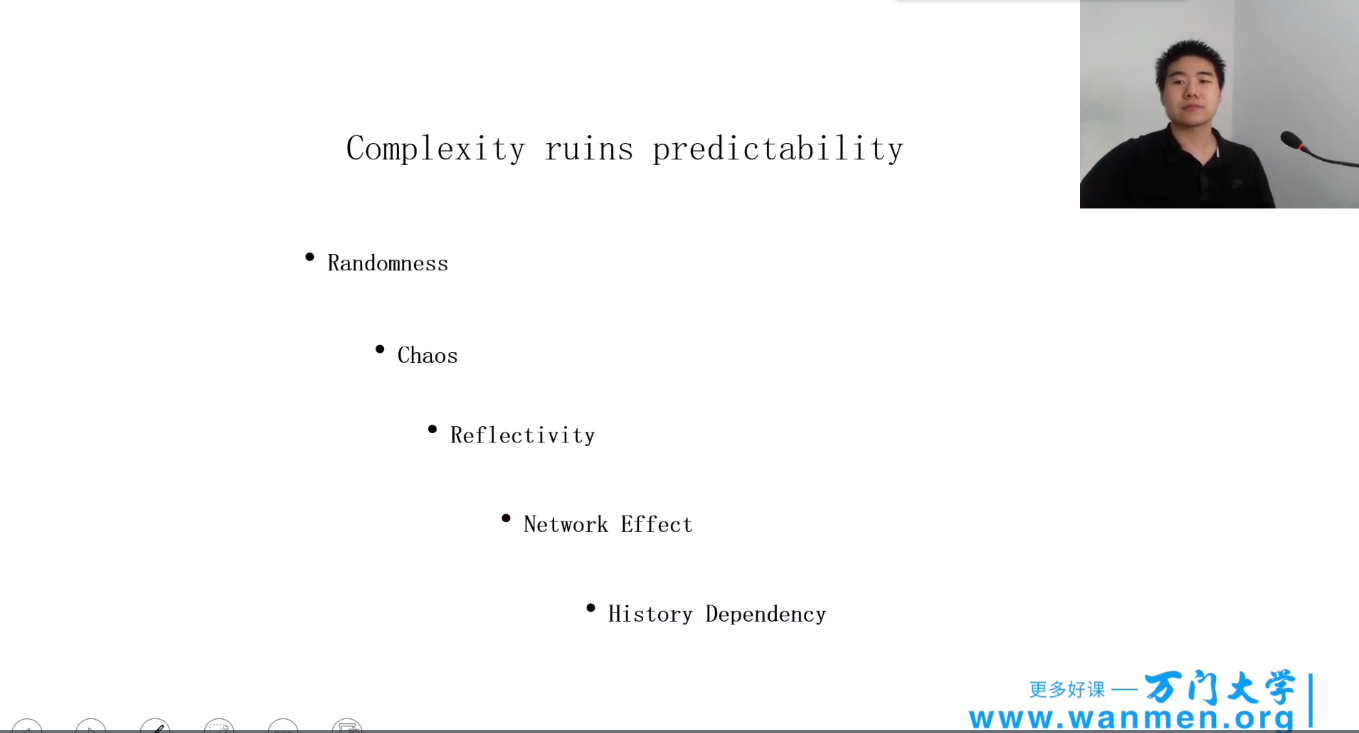 Complexity ruins predictability
• Randomness
• Chaos
• Reflectivity
• Network Effect
• History Dependency
更多好课 — 万门大学
www.wanmen.org